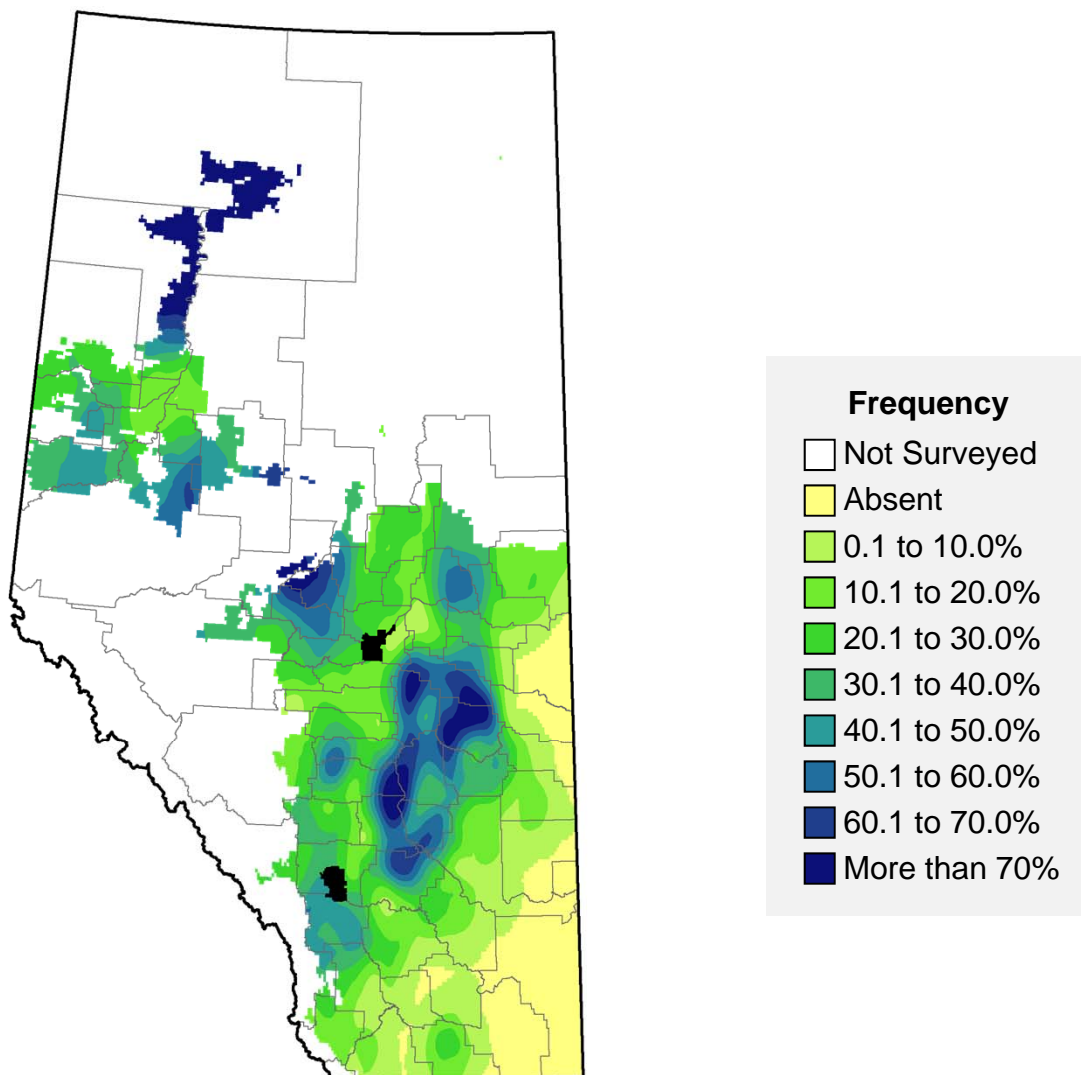 Frequency
Not Surveyed
Absent
0.1 to 10.0%
10.1 to 20.0%
20.1 to 30.0%
30.1 to 40.0%
40.1 to 50.0%
50.1 to 60.0%
60.1 to 70.0%
More than 70%